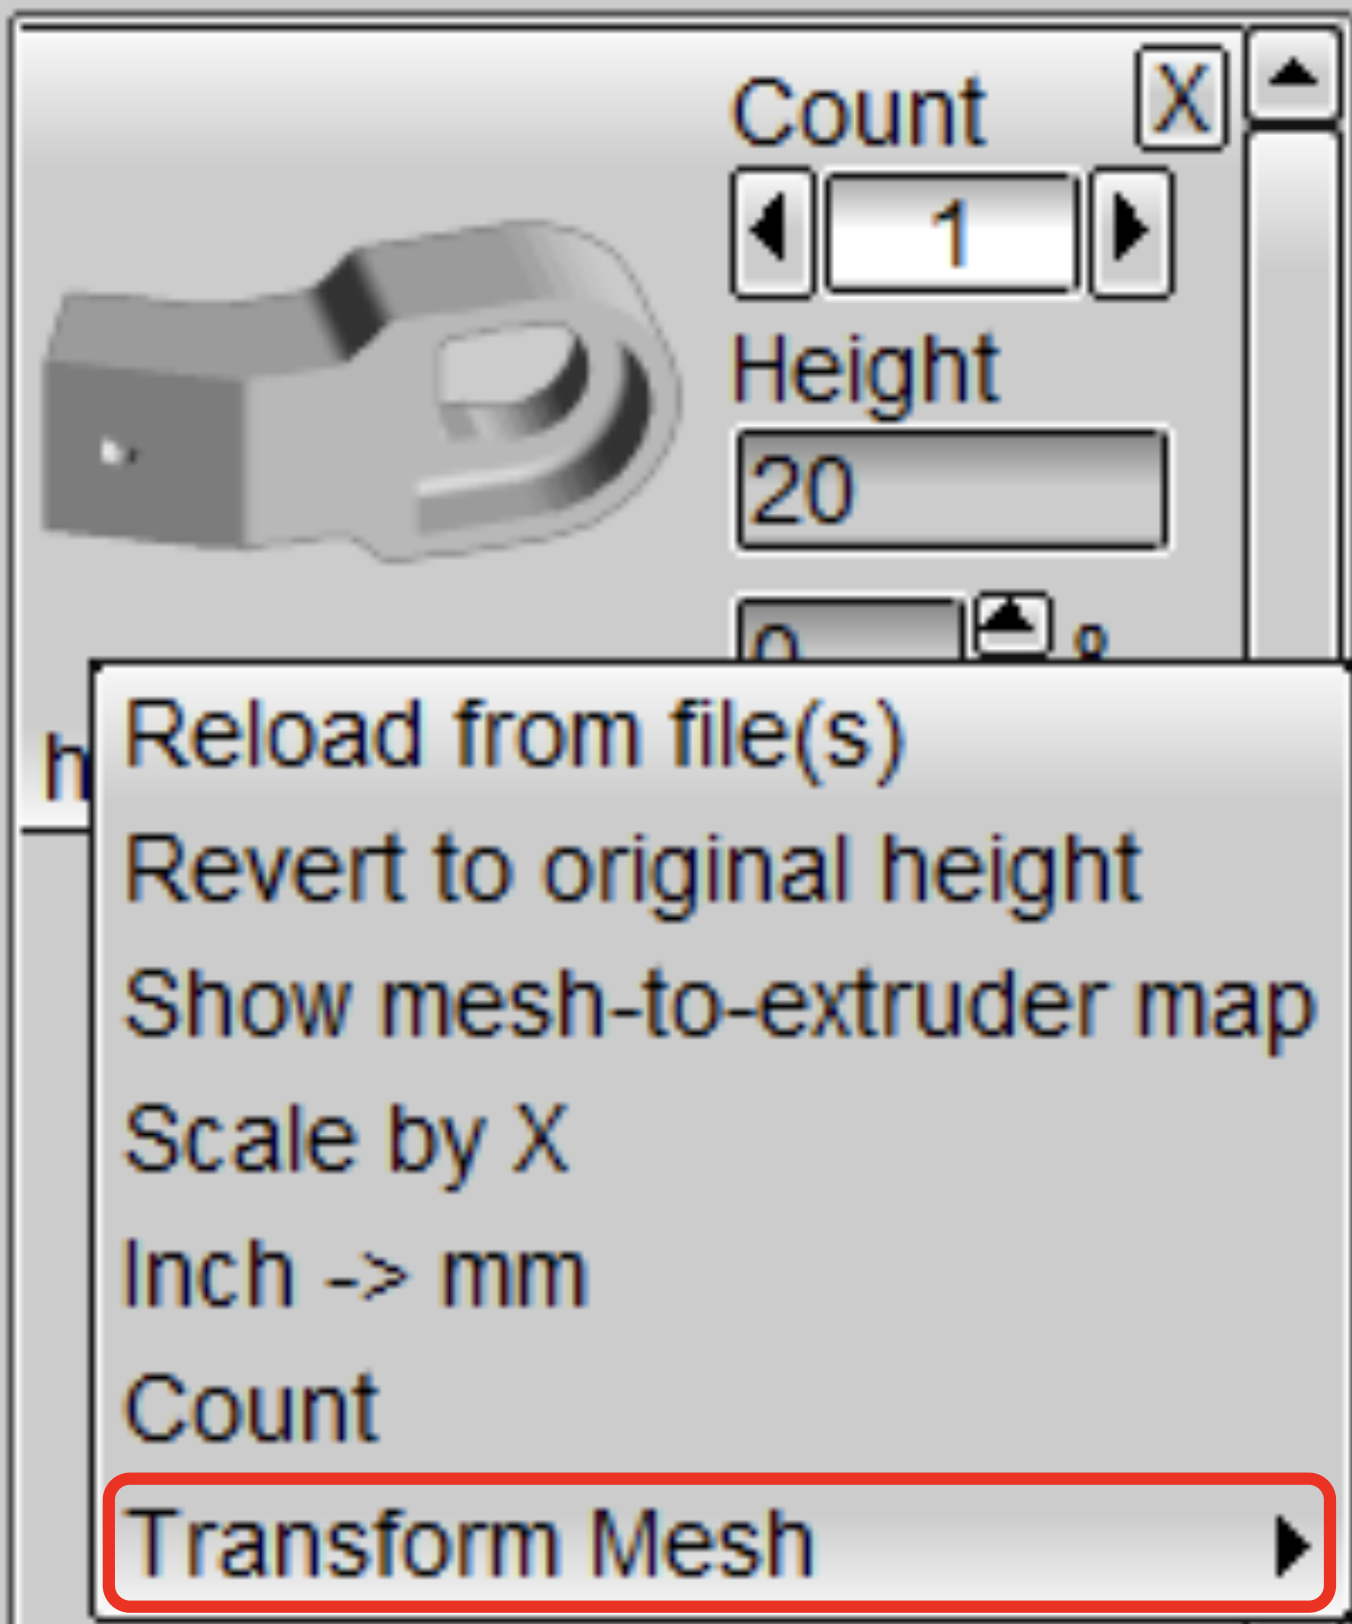 Count
X
1
Height
20
0 °
h
Reload from file(s)
Revert to original height
Show mesh-to-extruder map
Scale by X
Inch -> mm
Count
Transform Mesh